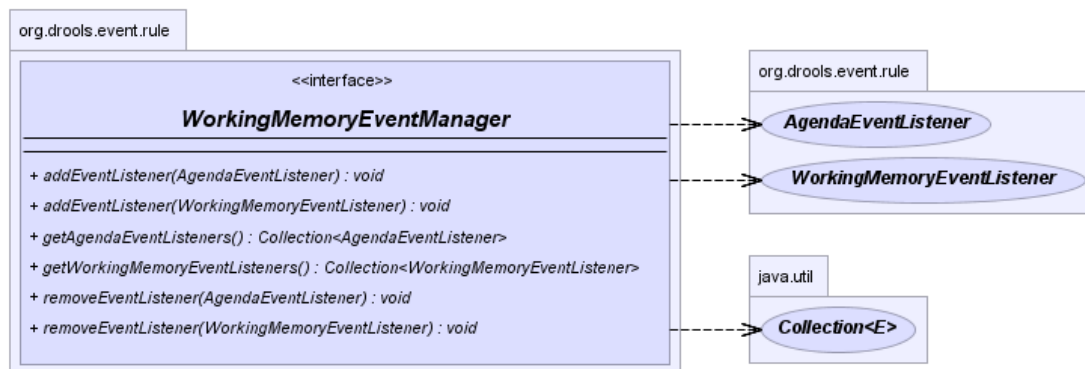 org.drools.event.rule
<<interface>>
WorkingMemoryEventManager
+ addEventListener(AgendaEventListener) : void
+ addEventListener(WorkingMemoryEventListener) : void
+ getAgendaEventListeners() : Collection<AgendaEventListener>
+ getWorkingMemoryEventListeners() : Collection<WorkingMemoryEventListener>
+ removeEventListener(AgendaEventListener) : void
+ removeEventListener(WorkingMemoryEventListener) : void
org.drools.event.rule
AgendaEventListener
WorkingMemoryEventListener
java.util
Collection<E>